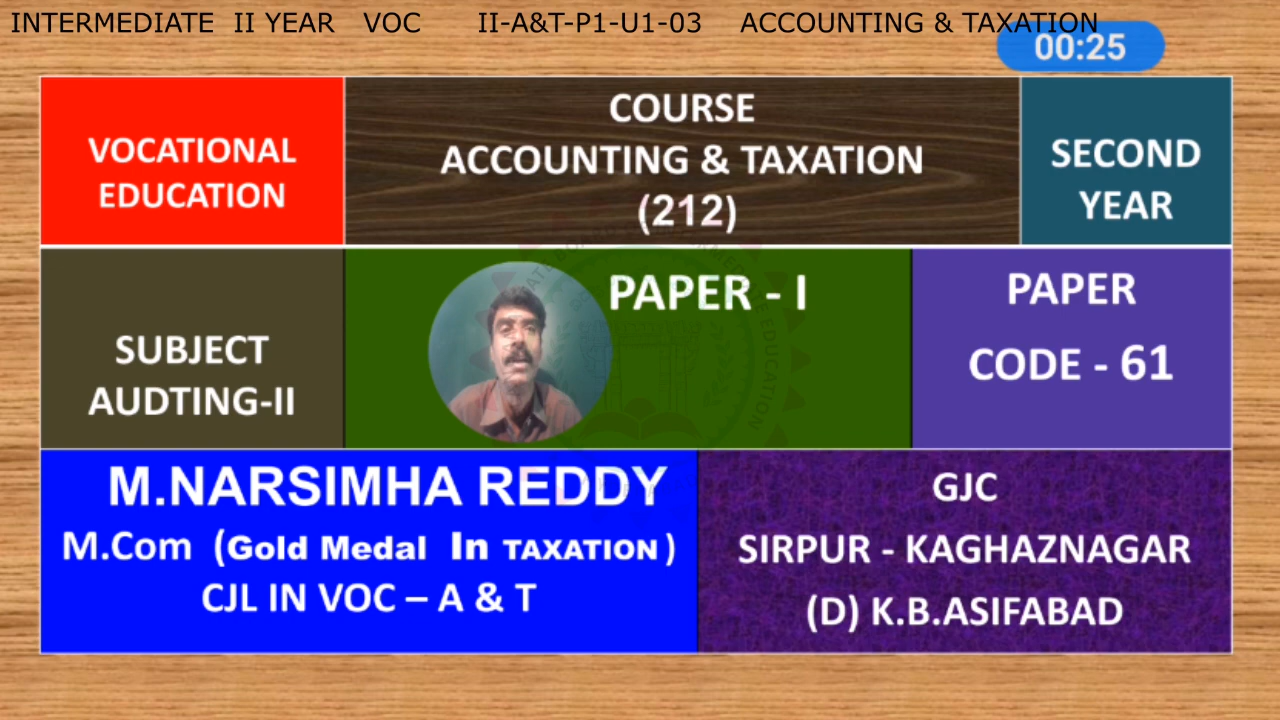 INTERMEDIATE II YEAR VOC II-A&T-P1-U1-03 ACCOUNTING & TAXATION
00:25
VOCATIONAL
EDUCATION
COURSE
ACCOUNTING & TAXATION
(212)
SECOND
YEAR
SUBJECT
AUDTING-II
PAPER - I
PAPER
CODE - 61
M.NARSIMHA REDDY
M.Com (Gold Medal In TAXATION)
CJL IN VOC – A & T
GJC
SIRPUR - KAGHAZNAGAR
(D) K.B.ASIFABAD